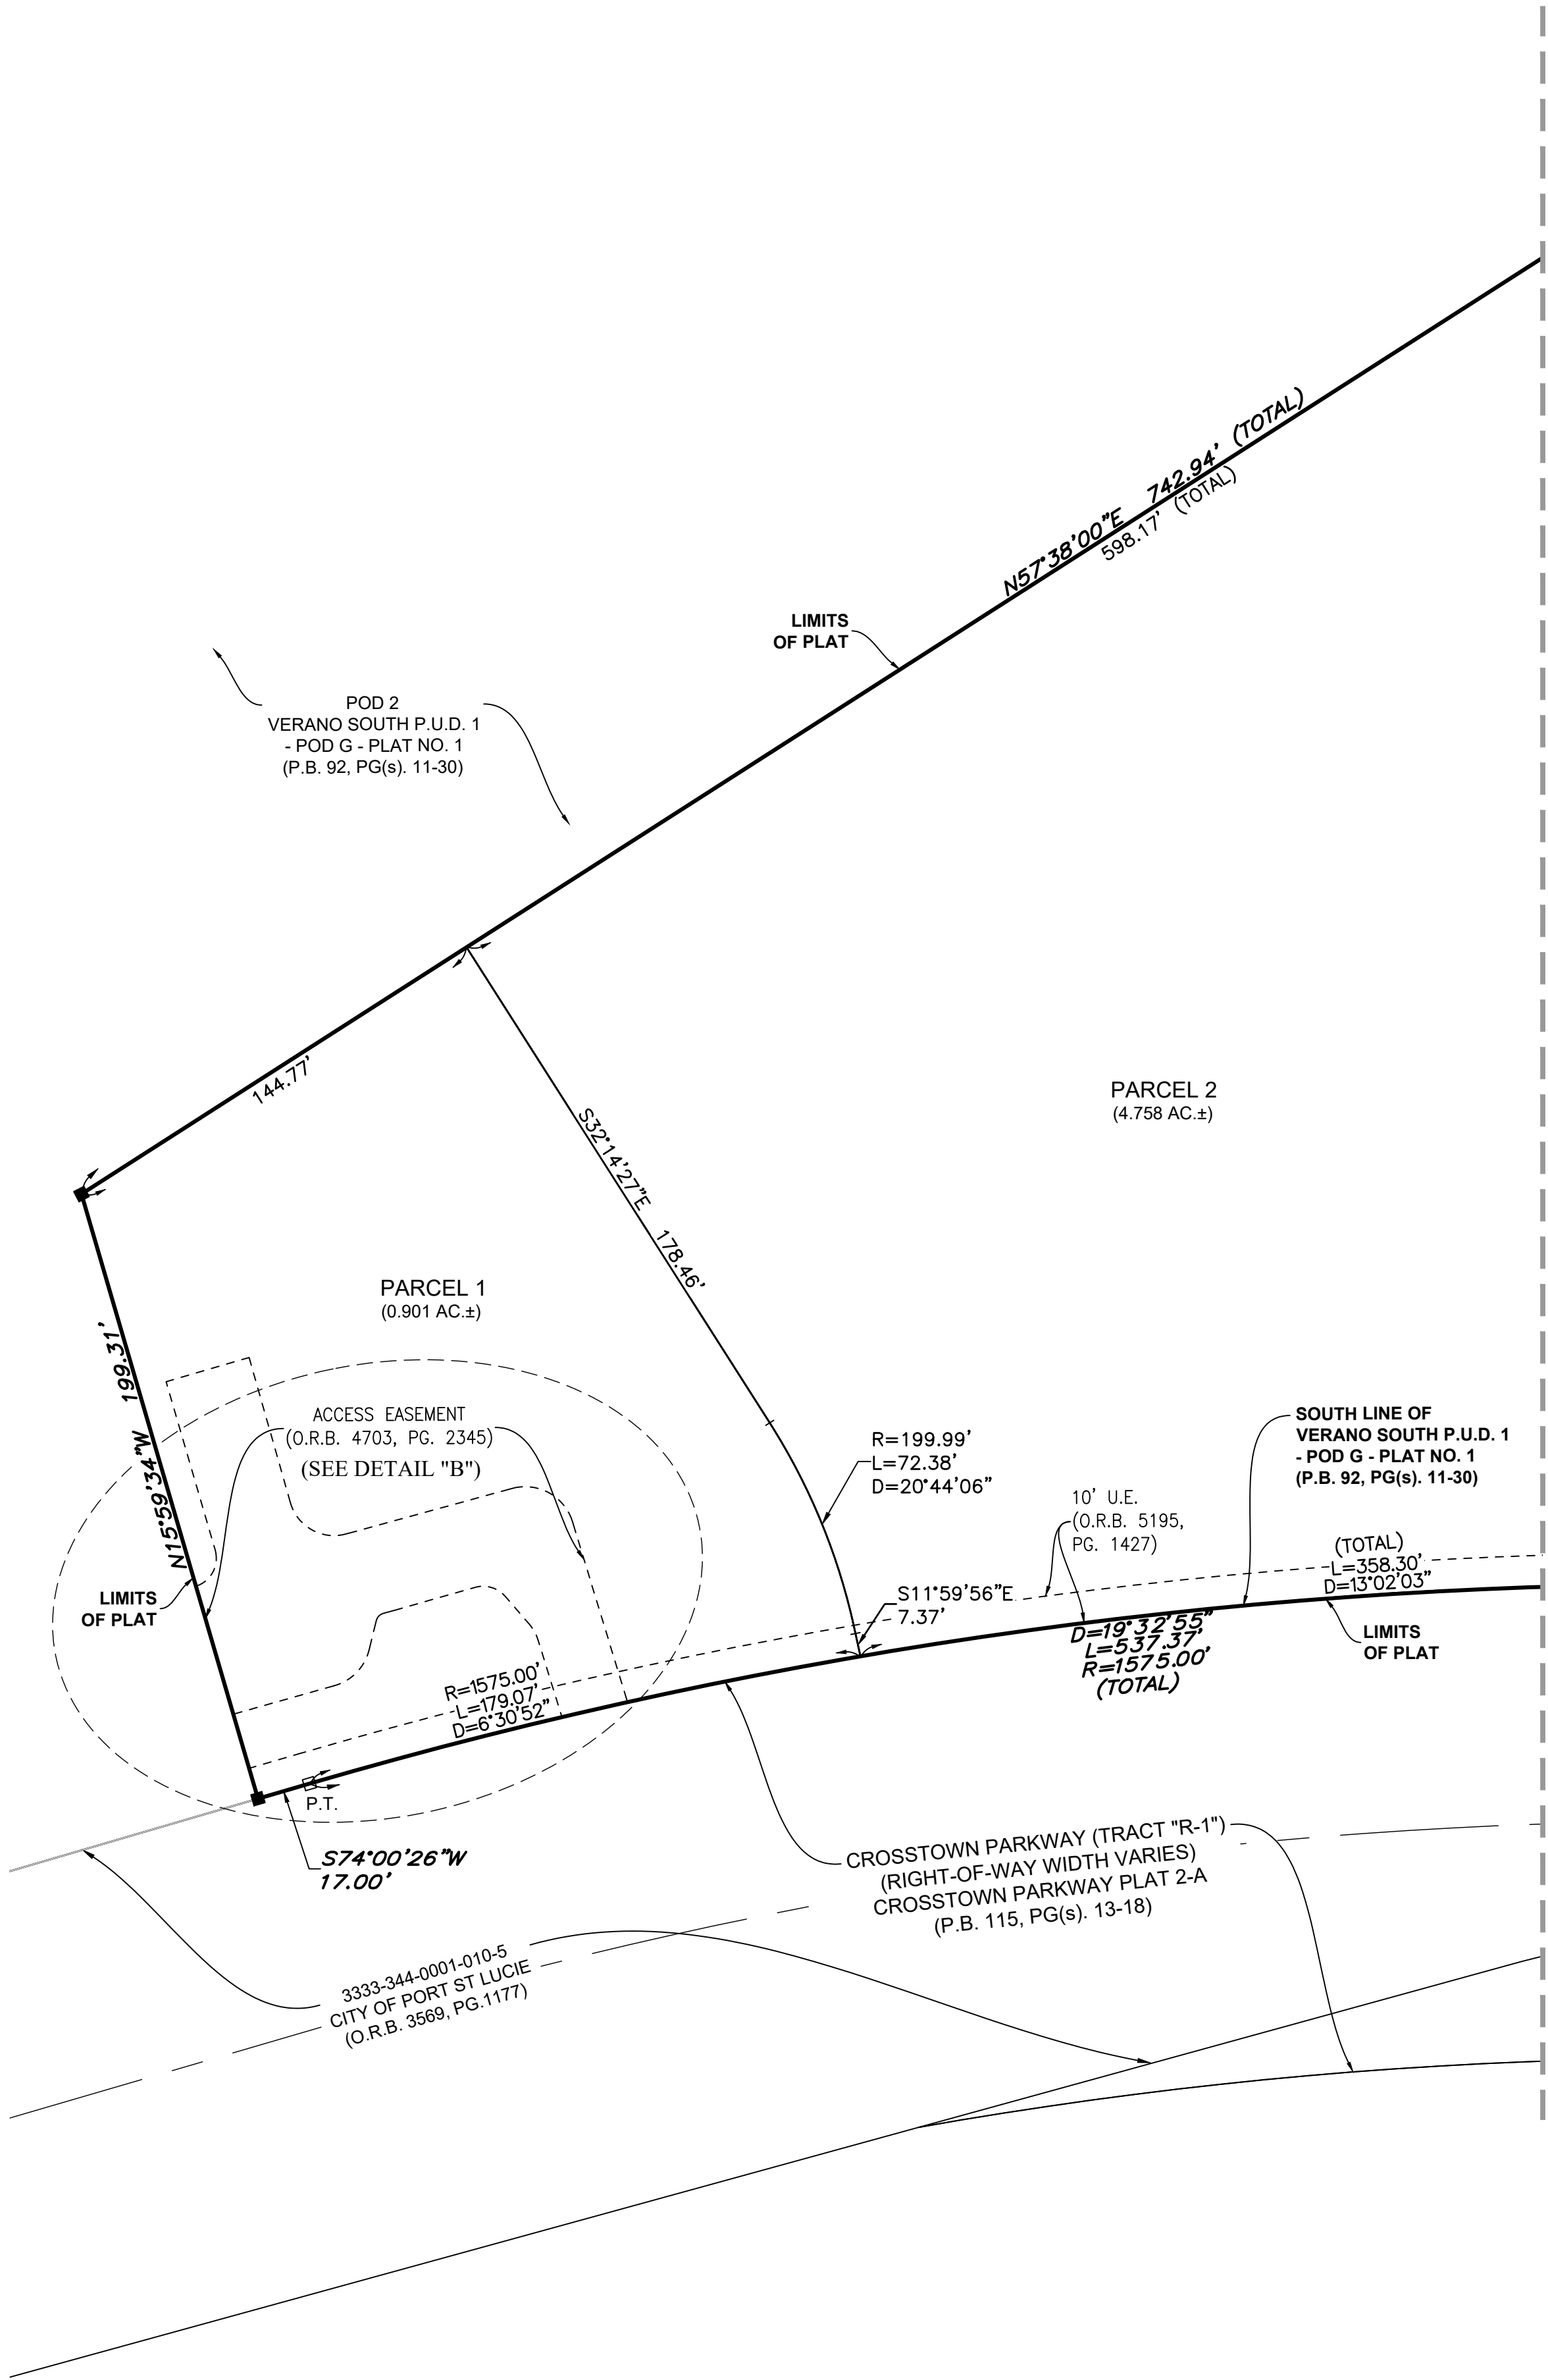 N57°38'00"E 742.94' (TOTAL)
598.17' (TOTAL)
LIMITS
OF PLAT
POD 2
VERANO SOUTH P.U.D. 1
- POD G - PLAT NO. 1
(P.B. 92, PG(s). 11-30)
144.77'
S32°14'27"E 178.46'
PARCEL 2
(4.758 AC.±)
PARCEL 1
(0.901 AC.±)
N15°59'34"W 199.31'
ACCESS EASEMENT
(O.R.B. 4703, PG. 2345)
(SEE DETAIL "B")
R=199.99'
L=72.38'
D=20°44'06"
SOUTH LINE OF
VERANO SOUTH P.U.D. 1
- POD G - PLAT NO. 1
(P.B. 92, PG(s). 11-30)
10' U.E.
(O.R.B. 5195,
PG. 1427)
(TOTAL)
L=358.30'
D=13°02'03"
LIMITS
OF PLAT
S11°59'56"E
7.37'
D=19°32'55"
L=537.37'
R=1575.00'
(TOTAL)
LIMITS
OF PLAT
R=1575.00'
L=179.07'
D=6°30'52"
P.T.
S74°00'26"W
17.00'
CROSSTOWN PARKWAY (TRACT "R-1")
(RIGHT-OF-WAY WIDTH VARIES)
CROSSTOWN PARKWAY PLAT 2-A
(P.B. 115, PG(s). 13-18)
3333-344-0001-010-5
CITY OF PORT ST LUCIE
(O.R.B. 3569, PG.1177)